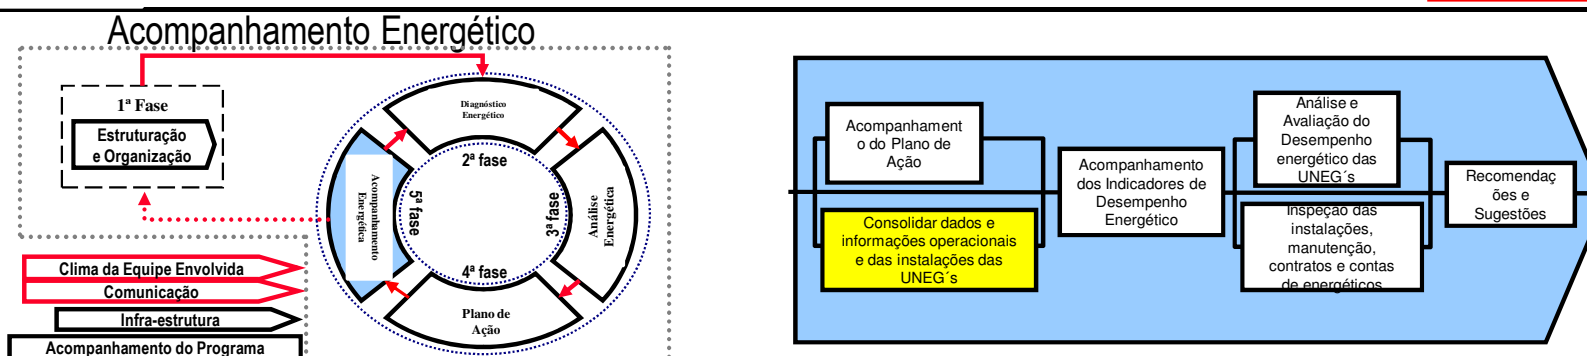 Acompanhamento Energético
1ª Fase
Estruturação
e Organização
Diagnóstico
Energético
2ª fase
Análise
Energética
3ª fase
4ª fase
Plano de
Ação
5ª fase
Acompanhamento
Energética
Clima da Equipe Envolvida
Comunicação
Infra-estrutura
Acompanhamento do Programa
Acompanhament
o do Plano de
Ação
Consolidar dados e
informações operacionais
e das instalações das
UNEG´s
Acompanhamento
dos Indicadores de
Desempenho
Energético
Análise e
Avaliação do
Desempenho
energético das
UNEG´s
Inspeção das
instalações,
manutenção,
contratos e contas
de energéticos
Recomendaç
ões e
Sugestões